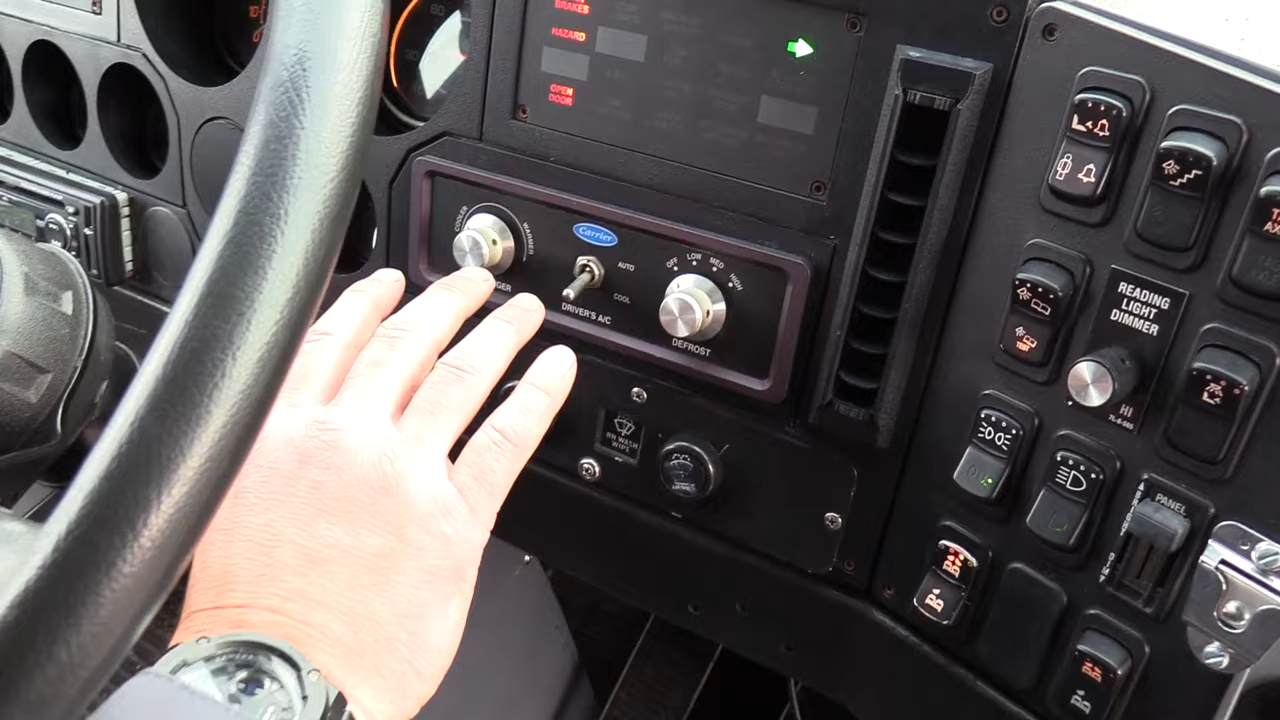 BRAKES
HAZARD
OPEN
DOOR
COOLER
WARMER
Carrier
AUTO
COOL
DRIVER'S A/C
OFF
LOW
MED
HIGH
DEFROST
WASH
WIPE
READING
LIGHT
DIMMER
HI
TEST
PANEL